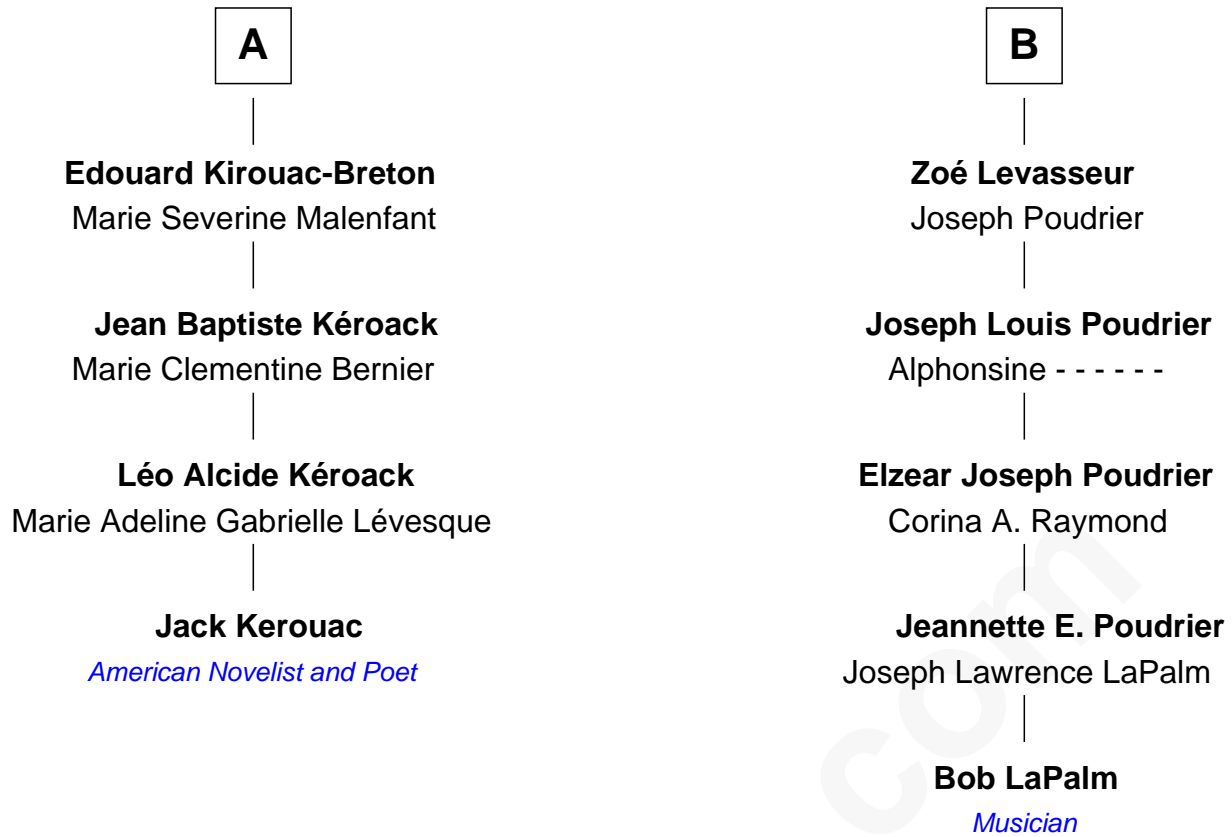 A
Edouard Kirouac-Breton
Marie Severine Malenfant
Jean Baptiste Kéroack
Marie Clementine Bernier
Léo Alcide Kéroack
Marie Adeline Gabrielle Lévesque
Jack Kerouac
American Novelist and Poet
B
Zoé Levasseur
Joseph Poudrier
Joseph Louis Poudrier
Alphonsine - - - - - -
Elzear Joseph Poudrier
Corina A. Raymond
Jeannette E. Poudrier
Joseph Lawrence LaPalm
Bob LaPalm
Musician
com